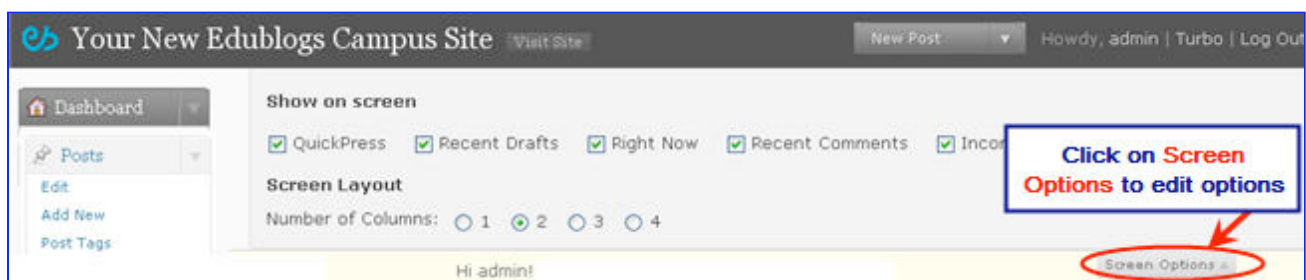 Your New Edublogs Campus Site Visit Site New Post Howdy, admin | Turbo | Log Out
Dashboard
Posts
Edit
Add New
Post Tags
Show on screen
QuickPress Recent Drafts Right Now Recent Comments
Screen Layout
Number of Columns: 1 2 3 4
Click on Screen
Options to edit options
Hi admin!
Screen Options